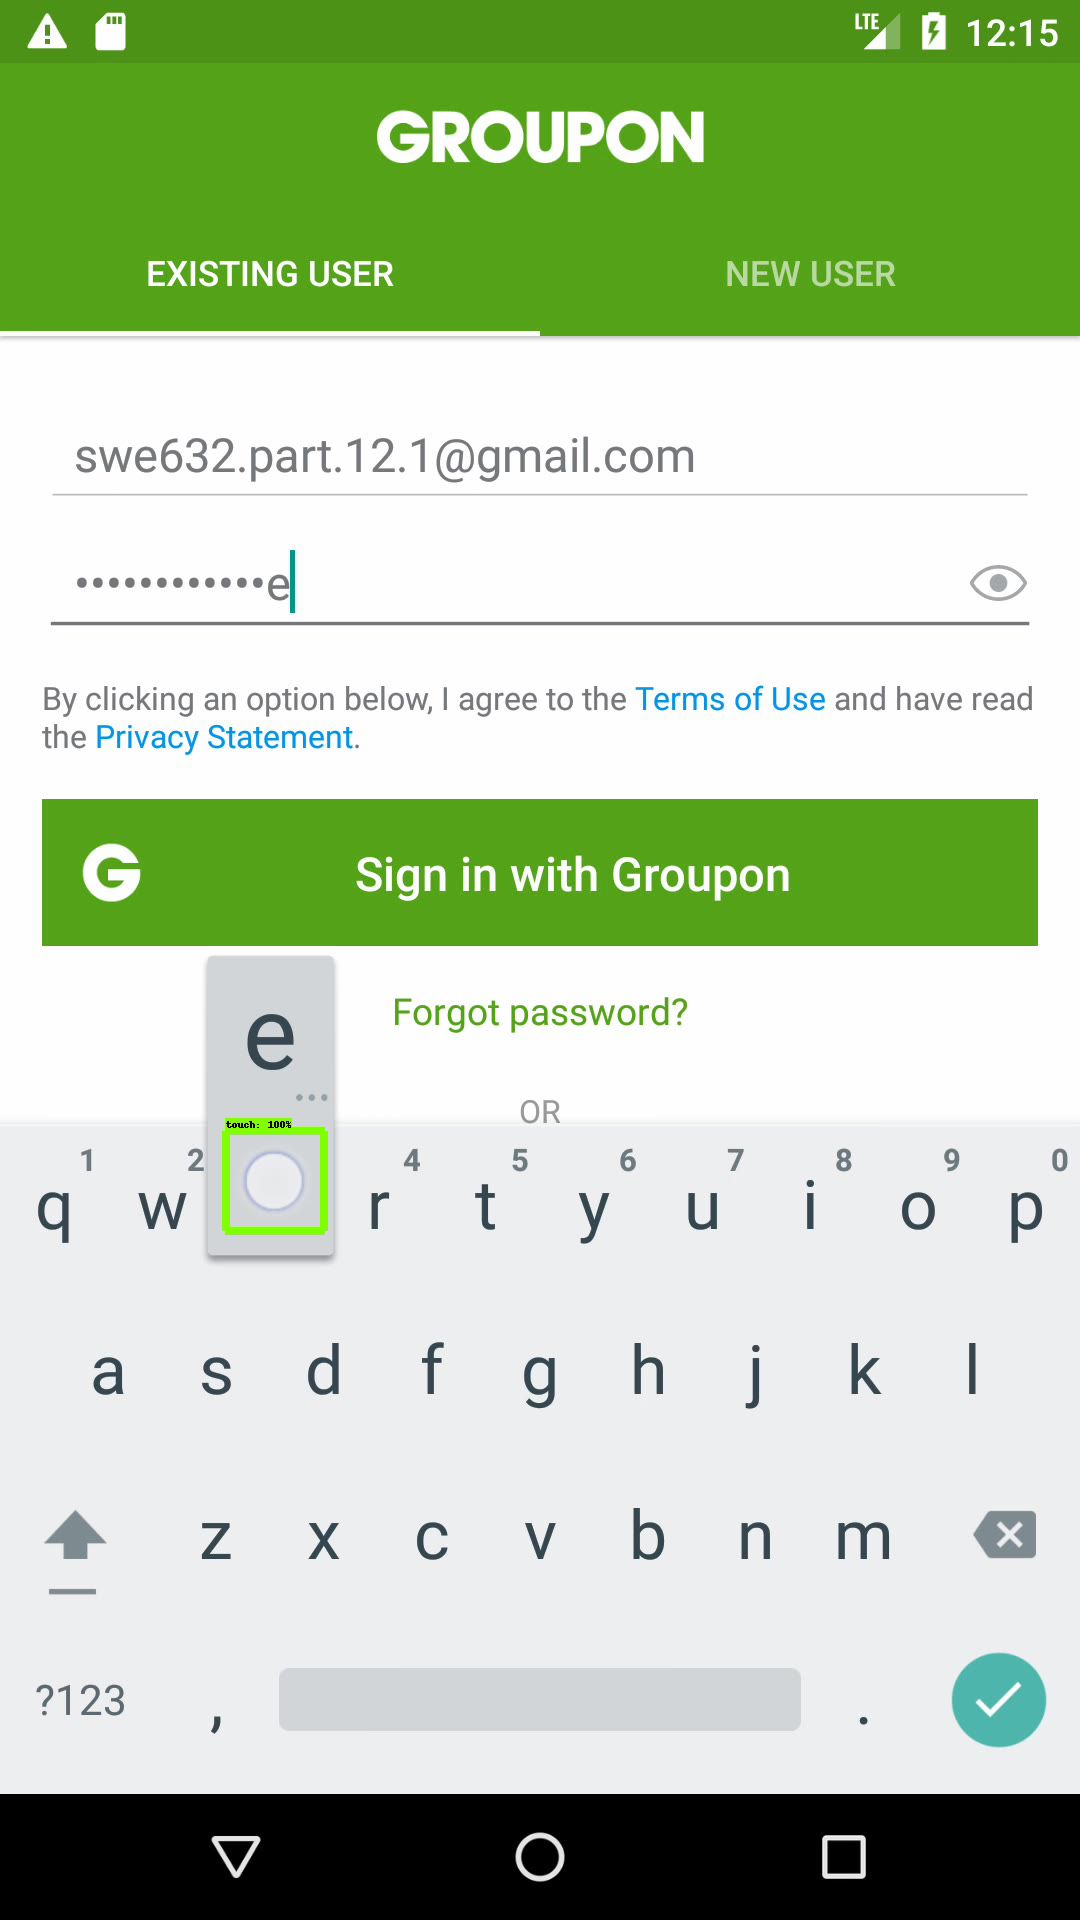 LTE 12:15
GROUPON
EXISTING USER NEW USER
swe632.part.12.1@gmail.com
••••••••••••e
By clicking an option below, I agree to the Terms of Use and have read
the Privacy Statement.
G Sign in with Groupon
e
Forgot password?
...
OR
touch: 100%
1 2 4 5 6 7 8 9 0
q w r t y u i o p
a s d f g h j k l
z x c v b n m
?123 , .